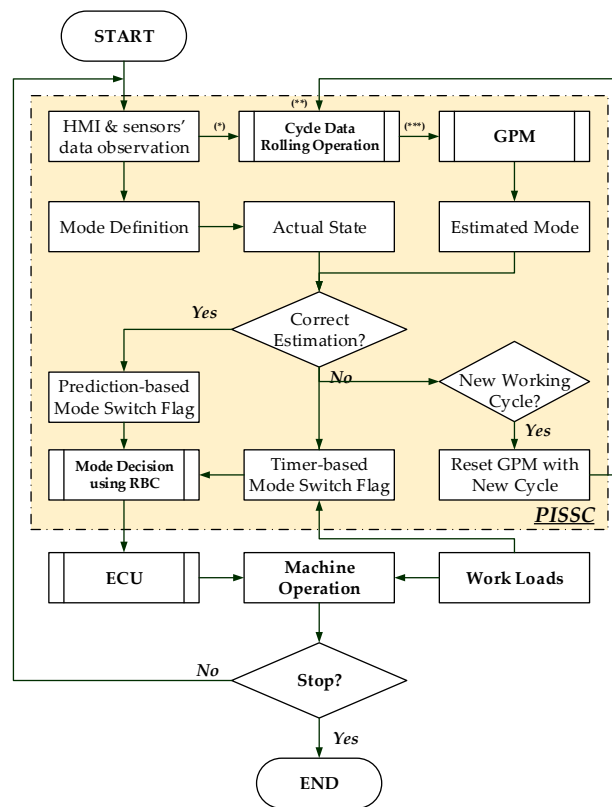 START
HMI & sensors'
data observation
(*)
(**)
Cycle Data
Rolling Operation
(***)
GPM
Mode Definition
Actual State
Estimated Mode
Yes
Correct
Estimation?
No
Prediction-based
Mode Switch Flag
New Working
Cycle?
Yes
Mode Decision
using RBC
Timer-based
Mode Switch Flag
Reset GPM with
New Cycle
PISSC
ECU
Machine
Operation
Work Loads
No
Stop?
Yes
END